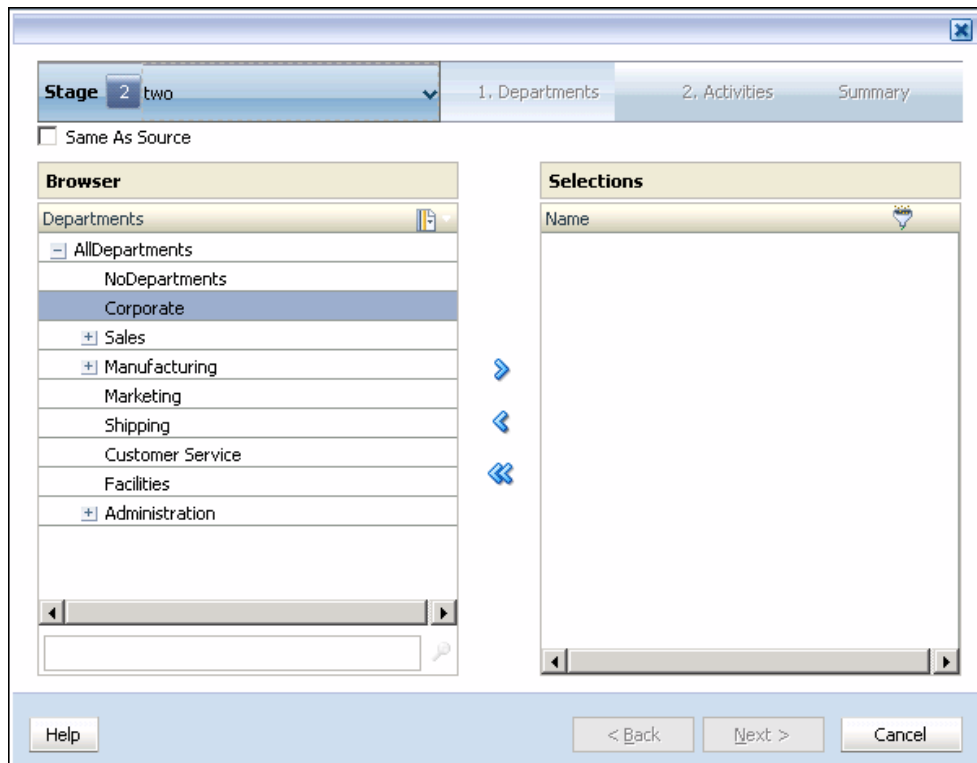 Stage 2 two 1. Departments 2. Activities Summary
Same As Source
Browser Selections
Departments Name
AllDepartments
NoDepartments
Corporate
Sales
Manufacturing
Marketing
Shipping
Customer Service
Facilities
Administration
Help < Back Next > Cancel